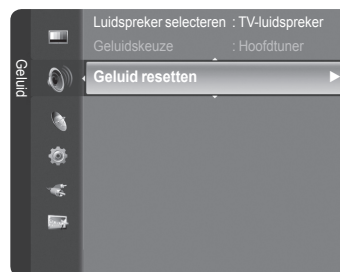 Luidspreker selecteren : TV-luidspreker
Geluidskeuze : Hoofdtuner
Geluid
Geluid resetten